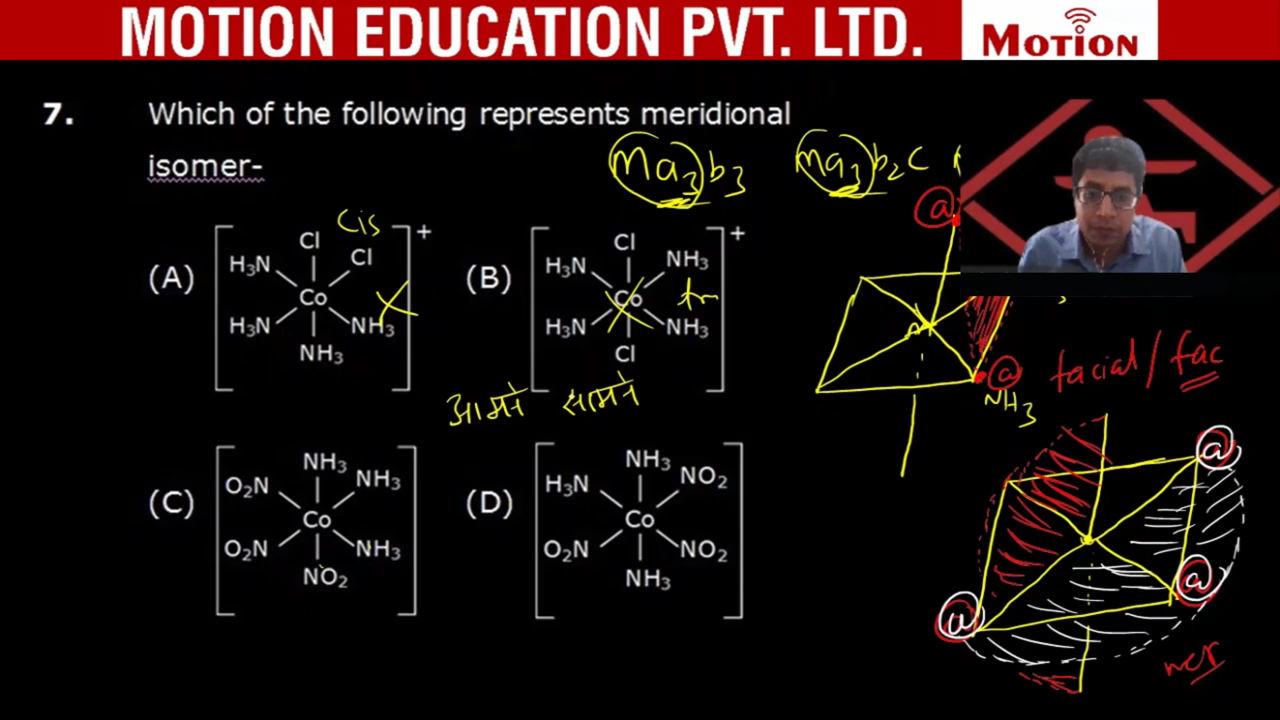 MOTION EDUCATION PVT. LTD.
MOTION
7. Which of the following represents meridional
isomer-
Ma₃b₃ Ma₃b₂c
(A) [ Cl Cis ]+
H₃N Cl
Co
H₃N NH₃
NH₃
(B) [ Cl ]+
H₃N NH₃
Co
H₃N NH₃
Cl
a
a
NH₃
facial/fac
आमने सामने
(C) [ NH₃ ]
O₂N NH₃
Co
O₂N NH₃
NO₂
(D) [ NH₃ ]
H₃N NO₂
Co
O₂N NO₂
NH₃
a
a
a
mer